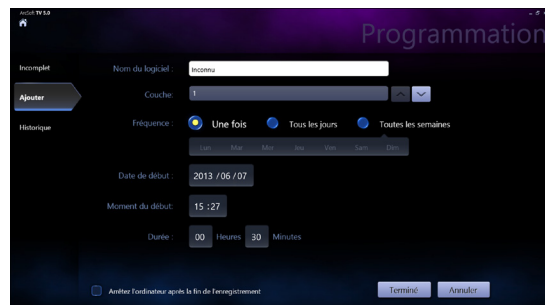 ArcSoft TV 5.0
Programmation
Incomplet
Ajouter
Historique
Nom du logiciel : Inconnu
Couche: 1
Fréquence : Une fois Tous les jours Toutes les semaines
Lun Mar Mer Jeu Ven Sam Dim
Date de début : 2013 /06 /07
Moment du début: 15 :27
Durée : 00 Heures 30 Minutes
Arrêtez l'ordinateur après la fin de l'enregistrement
Terminé Annuler